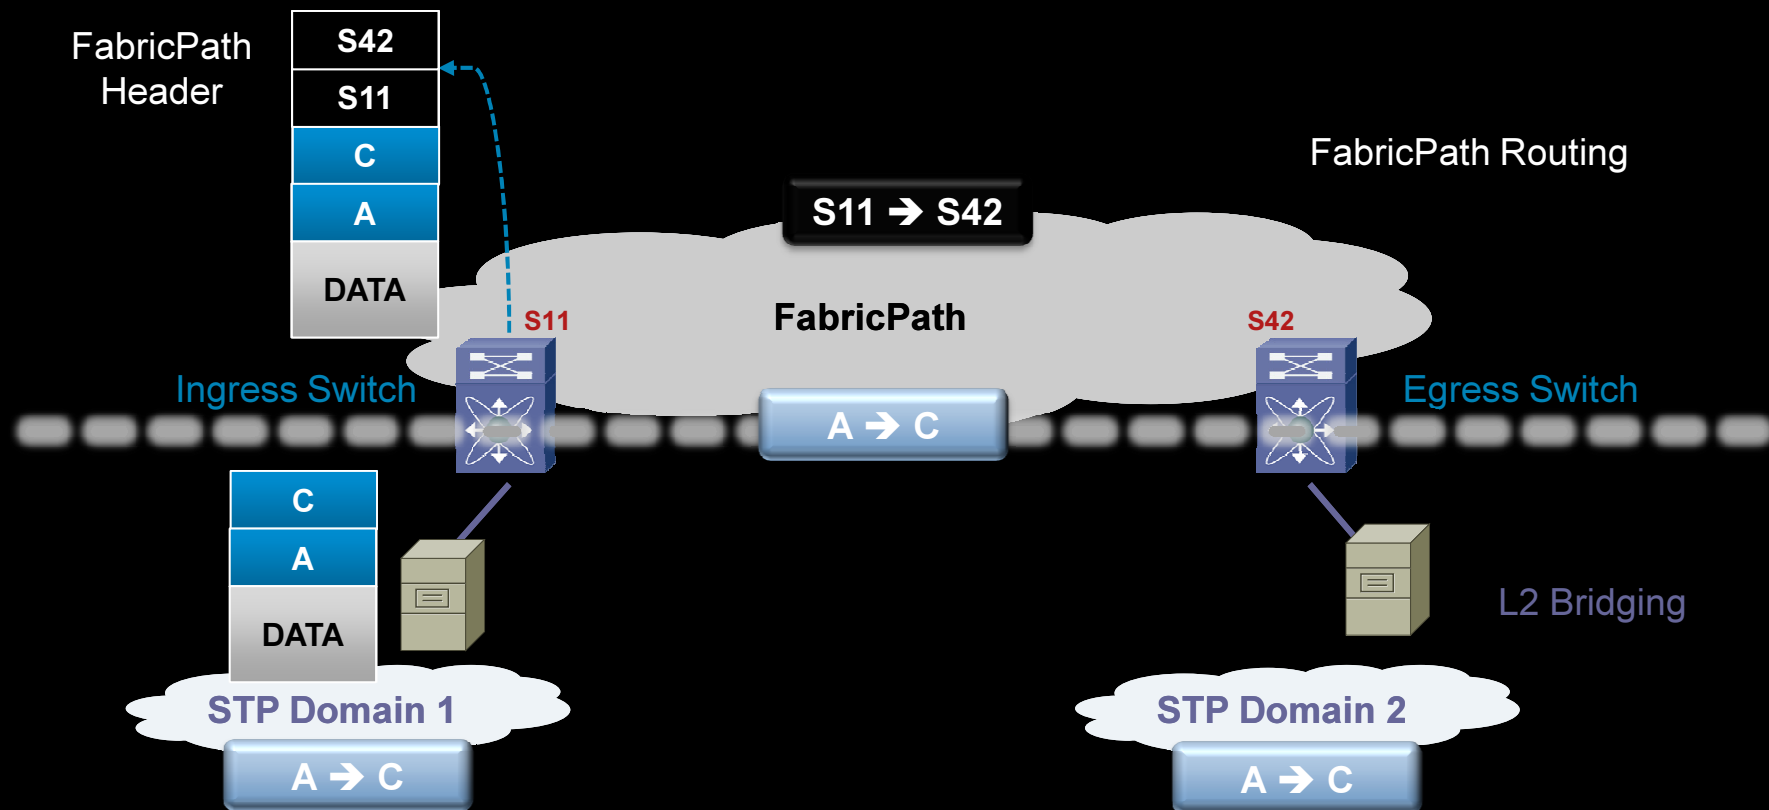 FabricPath
Header
S42
S11
C
A
DATA
FabricPath Routing
S11 ➔ S42
FabricPath
S11
S42
Ingress Switch
Egress Switch
A ➔ C
C
A
DATA
L2 Bridging
STP Domain 1
STP Domain 2
A ➔ C
A ➔ C